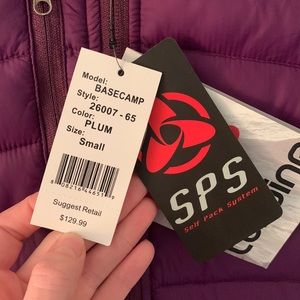 Model:
BASECAMP
Style:
26007 - 65
Color:
PLUM
Size:
Small
Suggest Retail
$129.99
SPS
Self Pack System